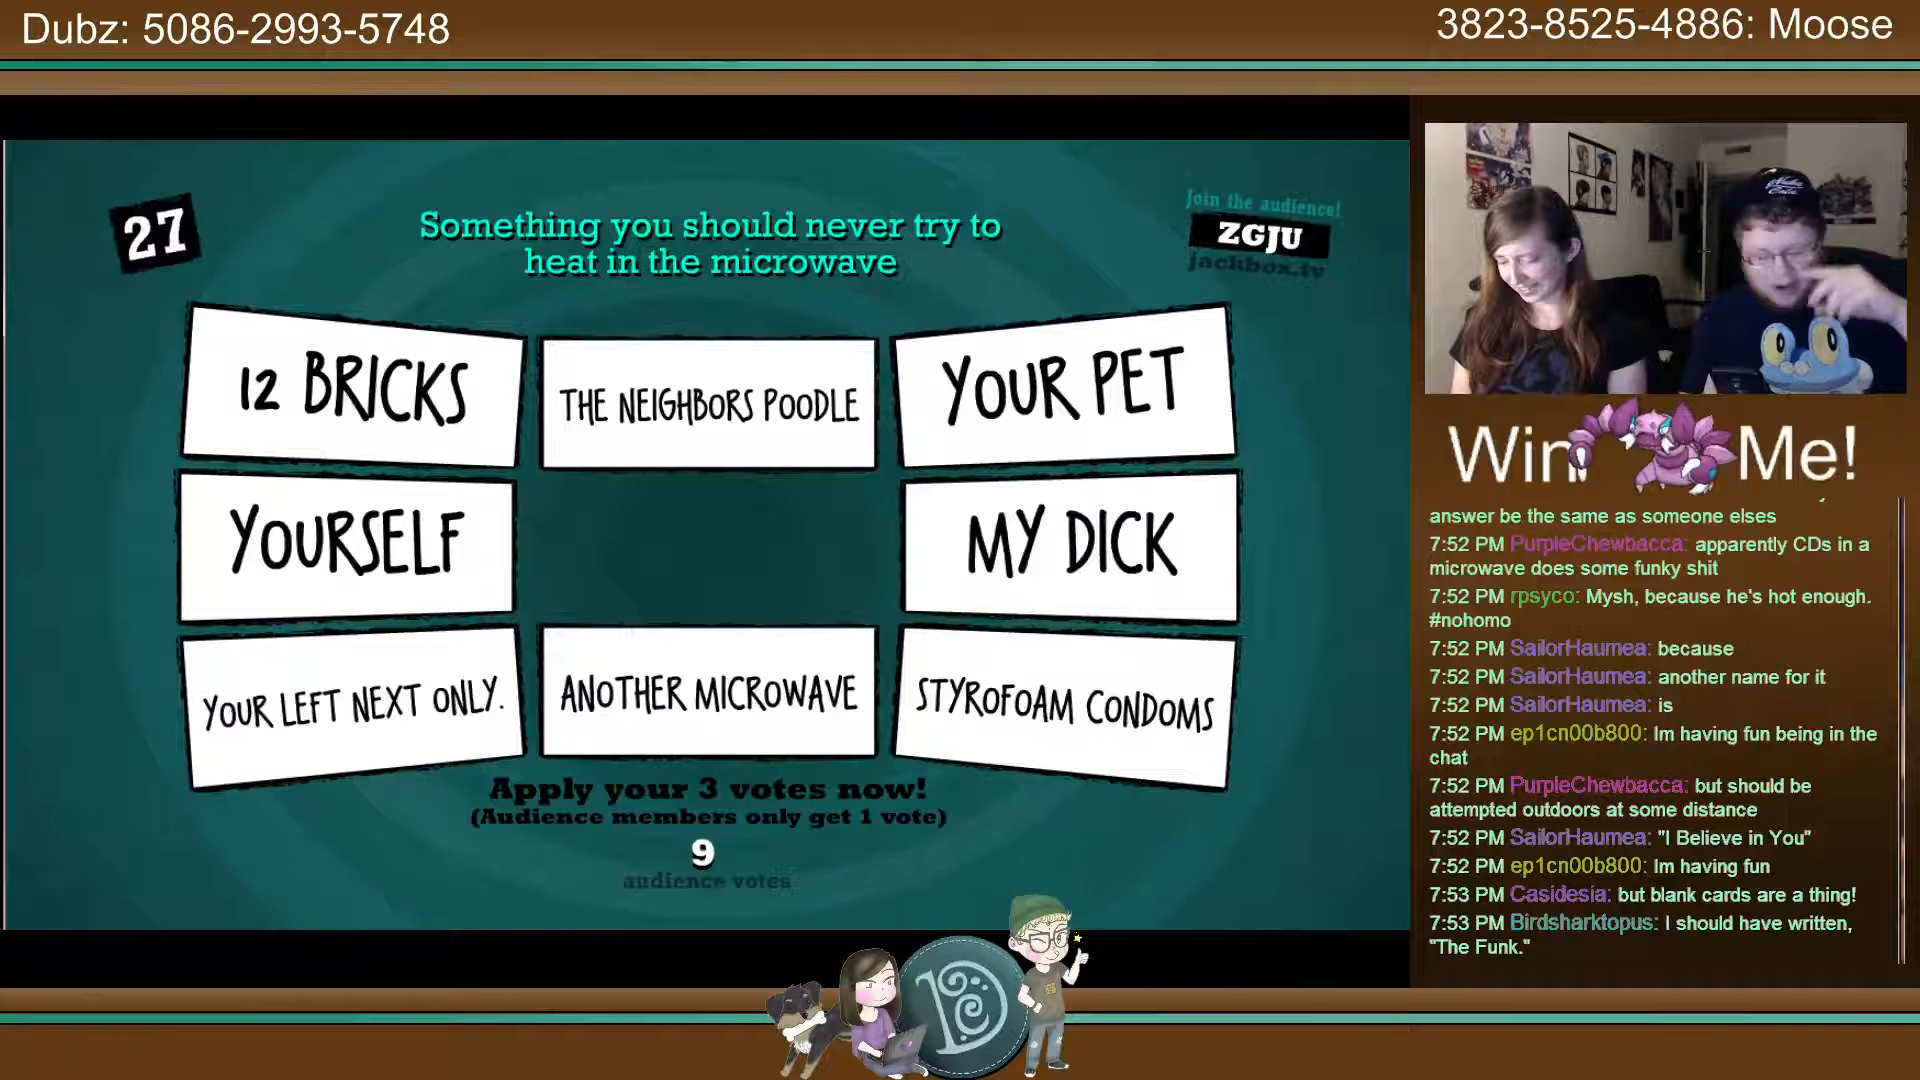 Dubz: 5086-2993-5748
3823-8525-4886: Moose
27
Something you should never try to
heat in the microwave
Join the audience!
ZGJU
jackbox.tv
12 BRICKS
THE NEIGHBORS POODLE
YOUR PET
YOURSELF
MY DICK
YOUR LEFT NEXT ONLY.
ANOTHER MICROWAVE
STYROFOAM CONDOMS
Apply your 3 votes now!
(Audience members only get 1 vote)
9
audience votes
Win Me!
answer be the same as someone elses
7:52 PM PurpleChewbacca: apparently CDs in a
microwave does some funky shit
7:52 PM rpsyco: Mysh, because he's hot enough.
#nohomo
7:52 PM SailorHaumea: because
7:52 PM SailorHaumea: another name for it
7:52 PM SailorHaumea: is
7:52 PM ep1cn00b800: Im having fun being in the
chat
7:52 PM PurpleChewbacca: but should be
attempted outdoors at some distance
7:52 PM SailorHaumea: "I Believe in You"
7:52 PM ep1cn00b800: Im having fun
7:53 PM Casidesia: but blank cards are a thing!
7:53 PM Birdsharktopus: I should have written,
"The Funk."